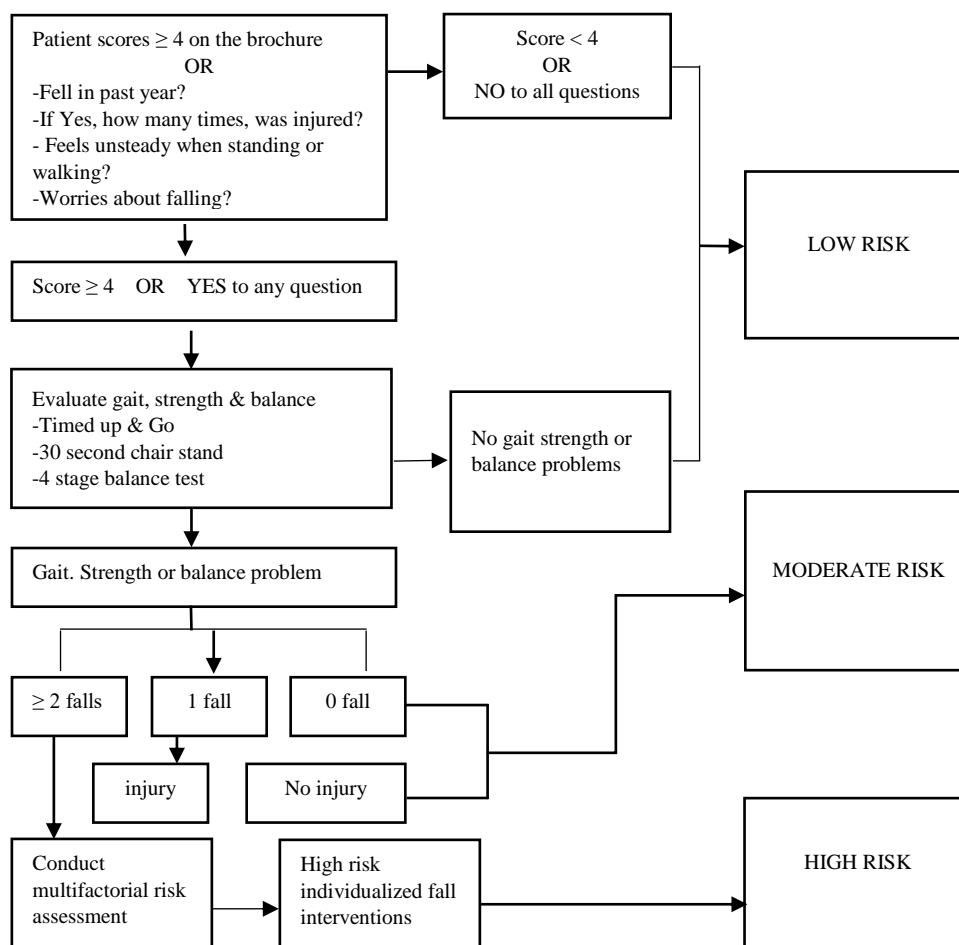 Patient scores ≥ 4 on the brochure
OR
-Fell in past year?
-If Yes, how many times, was injured?
- Feels unsteady when standing or
walking?
-Worries about falling?
Score < 4
OR
NO to all questions
LOW RISK
Score ≥ 4 OR YES to any question
Evaluate gait, strength & balance
-Timed up & Go
-30 second chair stand
-4 stage balance test
No gait strength or
balance problems
Gait. Strength or balance problem
MODERATE RISK
≥ 2 falls
1 fall
0 fall
injury
No injury
Conduct
multifactorial risk
assessment
High risk
individualized fall
interventions
HIGH RISK